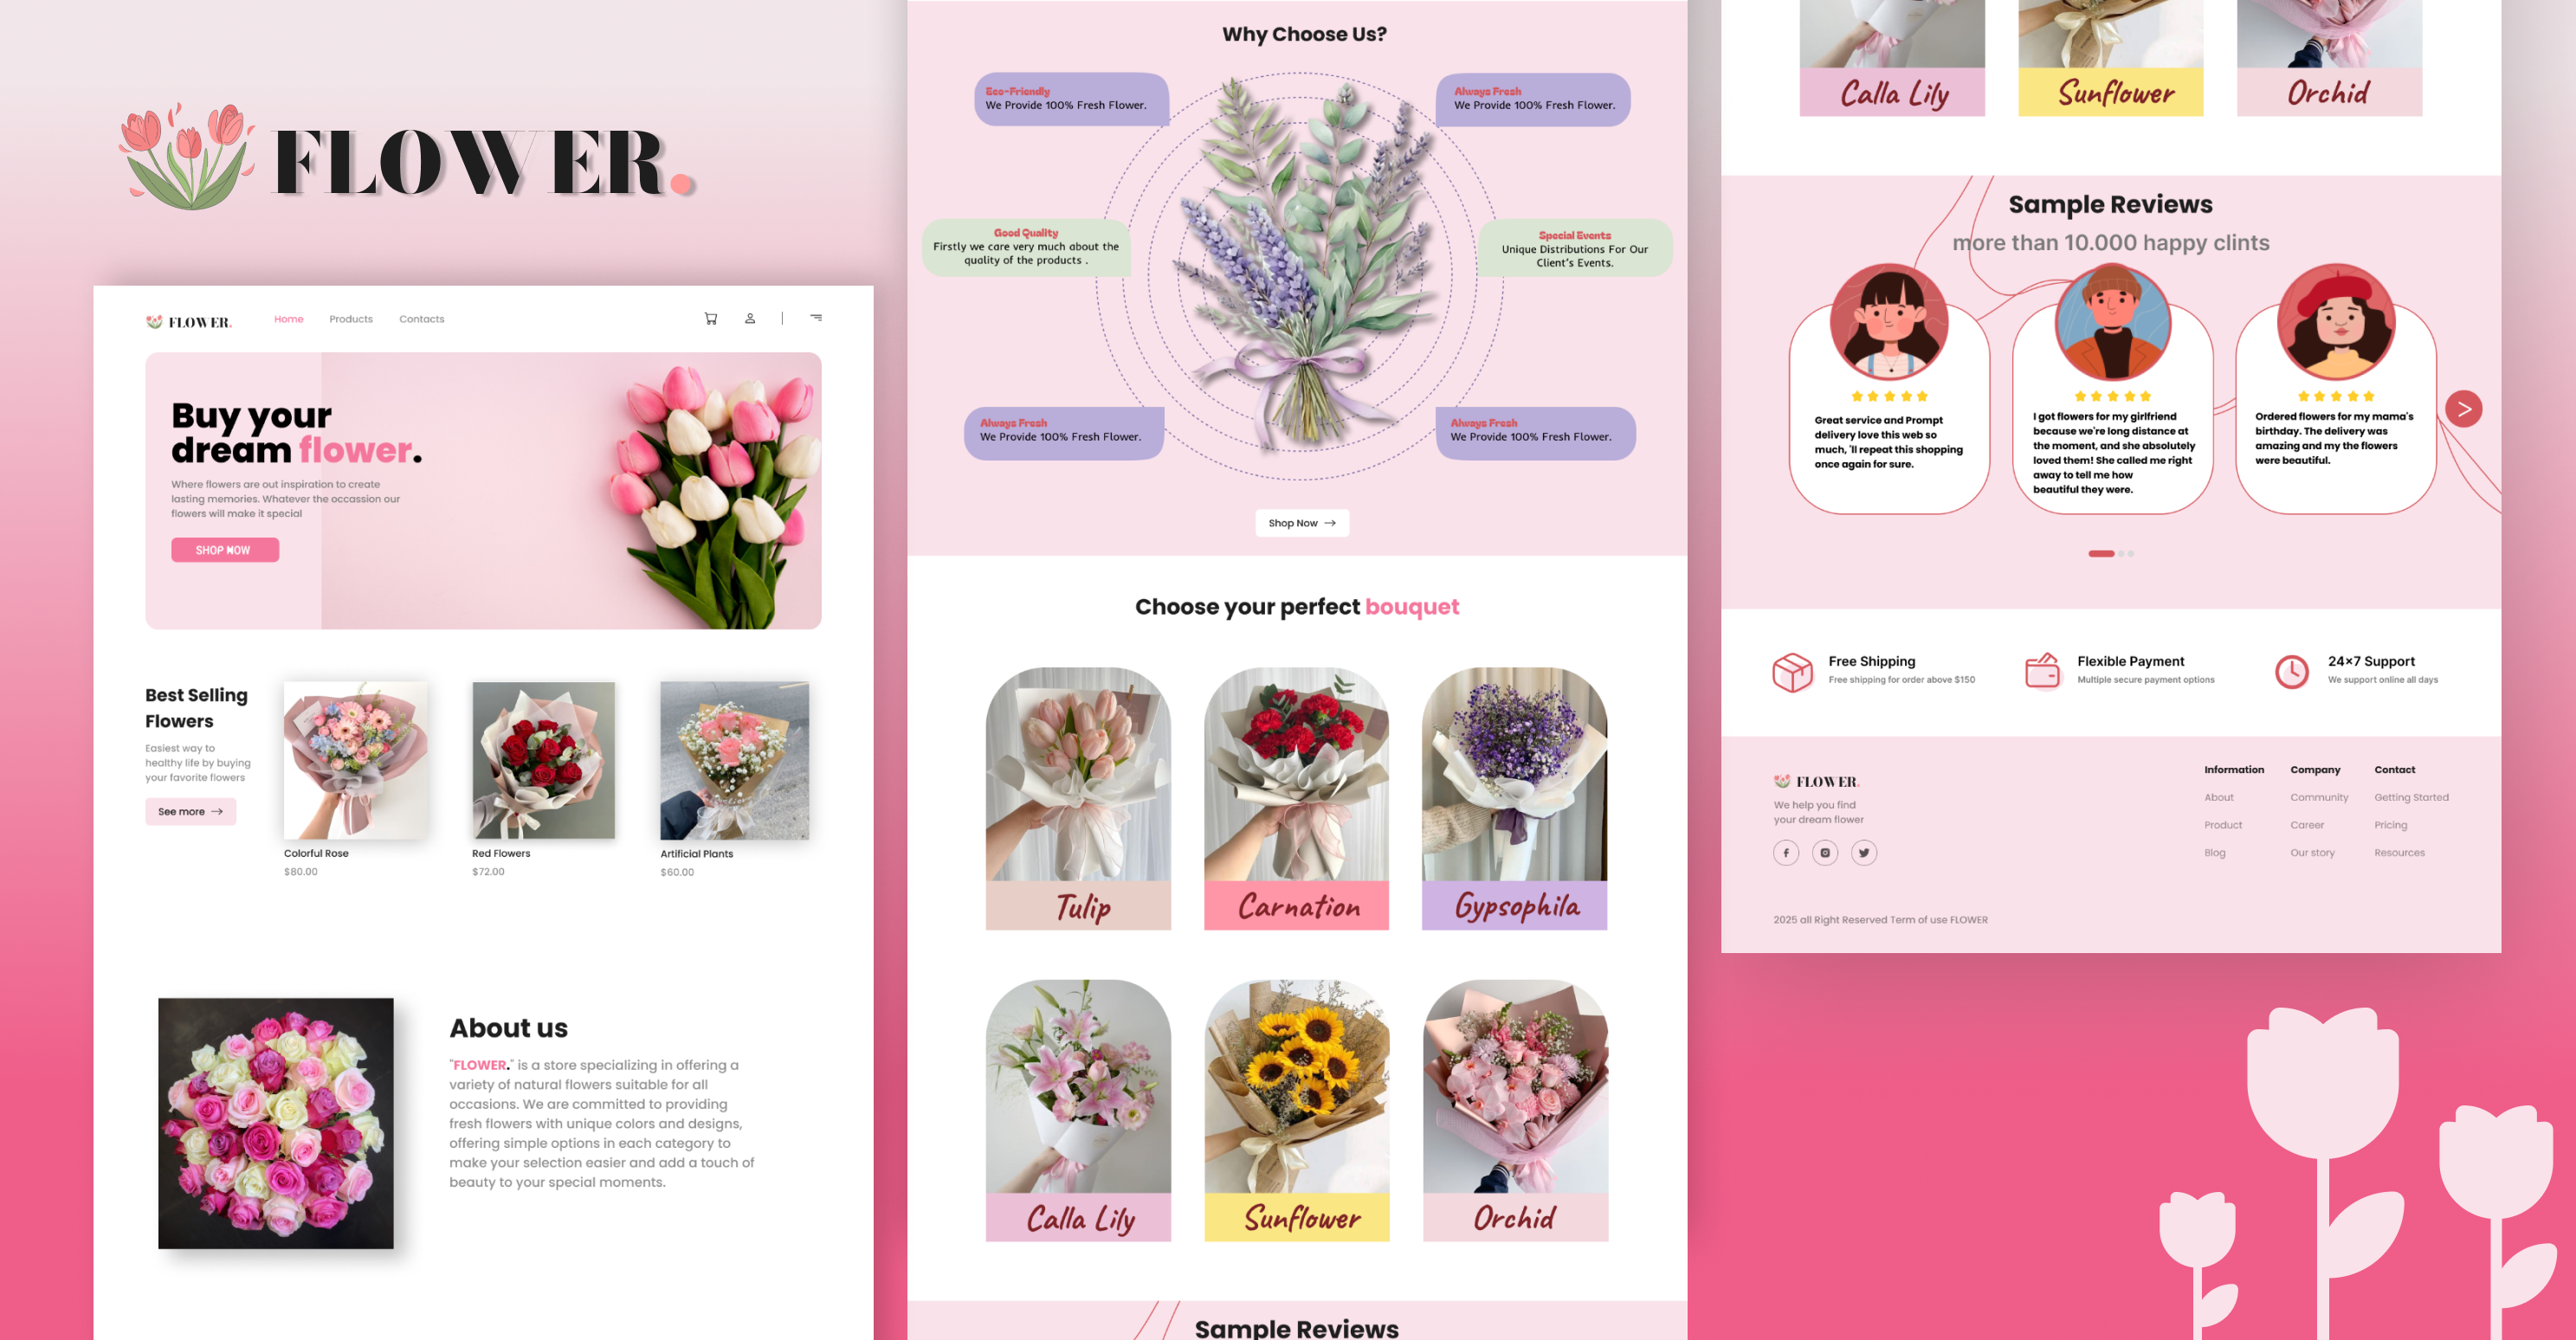 FLOWER.
FLOWER.
Home
Products
Contacts
Buy your
dream flower.
Where flowers are out inspiration to create
lasting memories. Whatever the occassion our
flowers will make it special
SHOP NOW
Best Selling
Flowers
Easiest way to
healthy life by buying
your favorite flowers
See more
Colorful Rose
$80.00
Red Flowers
$72.00
Artificial Plants
$60.00
About us
"FLOWER." is a store specializing in offering a
variety of natural flowers suitable for all
occasions. We are committed to providing
fresh flowers with unique colors and designs,
offering simple options in each category to
make your selection easier and add a touch of
beauty to your special moments.
Why Choose Us?
Eco-Friendly
We Provide 100% Fresh Flower.
Always Fresh
We Provide 100% Fresh Flower.
Good Quality
Firstly we care very much about the
quality of the products .
Special Events
Unique Distributions For Our
Client's Events.
Always Fresh
We Provide 100% Fresh Flower.
Always Fresh
We Provide 100% Fresh Flower.
Shop Now
Choose your perfect bouquet
Tulip
Carnation
Gypsophila
Calla Lily
Sunflower
Orchid
Sample Reviews
Calla Lily
Sunflower
Orchid
Sample Reviews
more than 10.000 happy clints
Great service and Prompt
delivery love this web so
much, 'll repeat this shopping
once again for sure.
I got flowers for my girlfriend
because we're long distance at
the moment, and she absolutely
loved them! She called me right
away to tell me how
beautiful they were.
Ordered flowers for my mama's
birthday. The delivery was
amazing and my the flowers
were beautiful.
>
Free Shipping
Free shipping for order above $150
Flexible Payment
Multiple secure payment options
24×7 Support
We support online all days
FLOWER.
We help you find
your dream flower
Information
About
Product
Blog
Company
Community
Career
Our story
Contact
Getting Started
Pricing
Resources
2025 all Right Reserved Term of use FLOWER